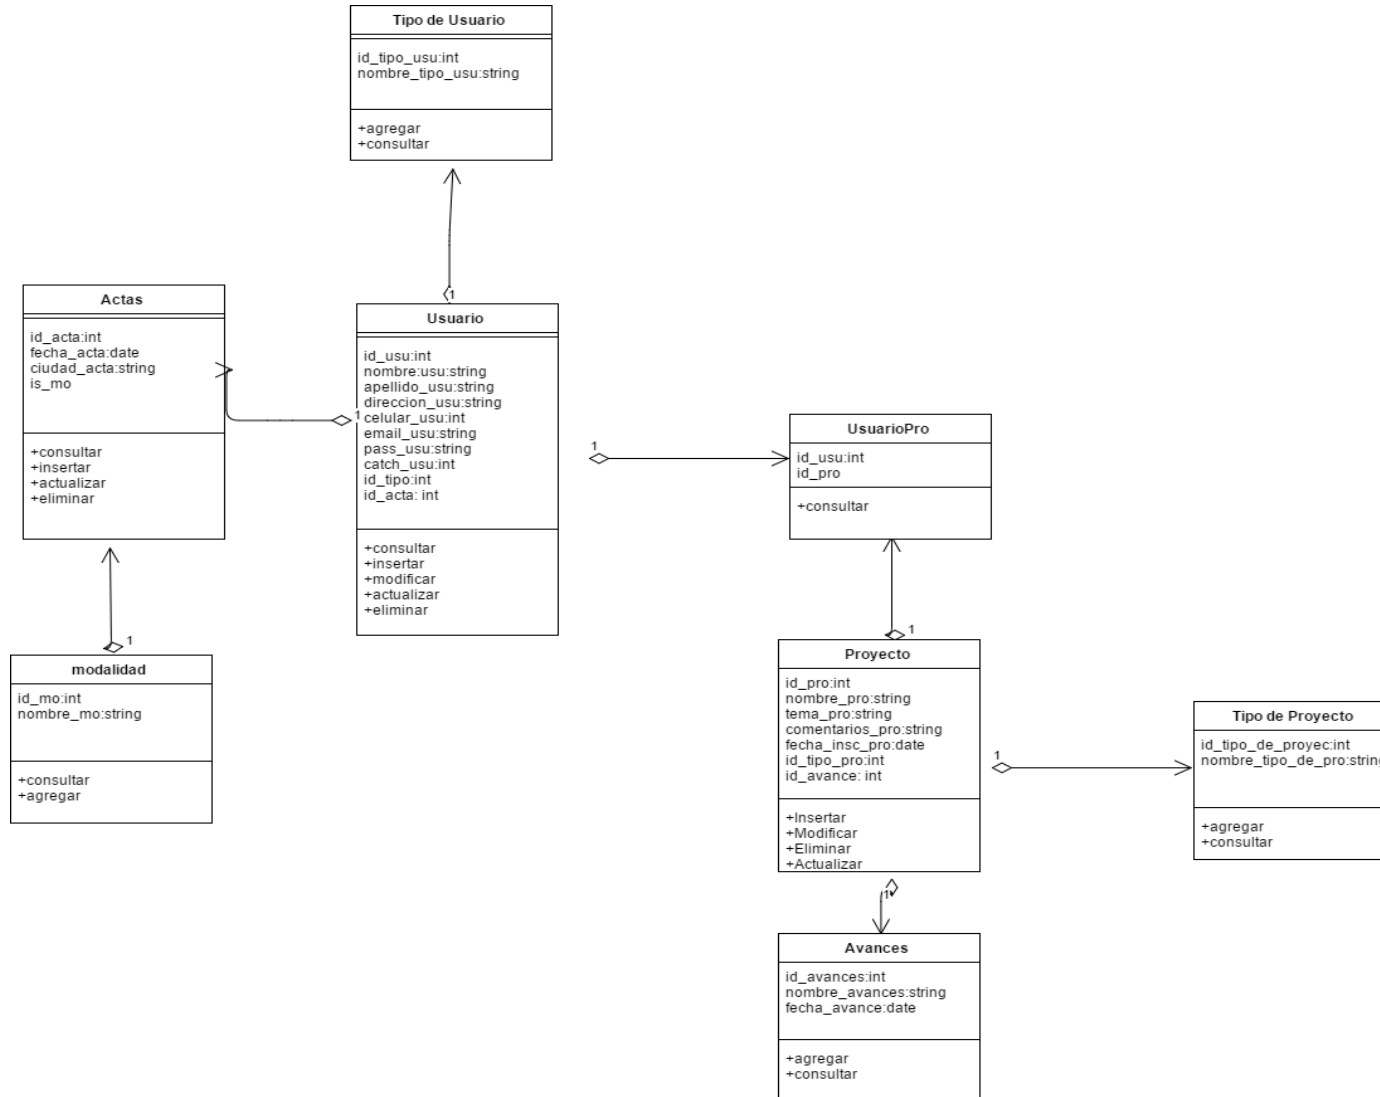 Tipo de Usuario
id_tipo_usu:int
nombre_tipo_usu:string
+agregar
+consultar
Actas
id_acta:int
fecha_acta:date
ciudad_acta:string
is_mo
+consultar
+insertar
+actualizar
+eliminar
1
Usuario
id_usu:int
nombre:usu:string
apellido_usu:string
direccion_usu:string
celular_usu:int
email_usu:string
pass_usu:string
catch_usu:int
id_tipo:int
id_acta: int
+consultar
+insertar
+modificar
+actualizar
+eliminar
1
1
UsuarioPro
id_usu:int
id_pro
+consultar
1
modalidad
id_mo:int
nombre_mo:string
+consultar
+agregar
1
Proyecto
id_pro:int
nombre_pro:string
tema_pro:string
comentarios_pro:string
fecha_insc_pro:date
id_tipo_pro:int
id_avance: int
+Insertar
+Modificar
+Eliminar
+Actualizar
1
Tipo de Proyecto
id_tipo_de_proyec:int
nombre_tipo_de_pro:string
+agregar
+consultar
1
Avances
id_avances:int
nombre_avances:string
fecha_avance:date
+agregar
+consultar